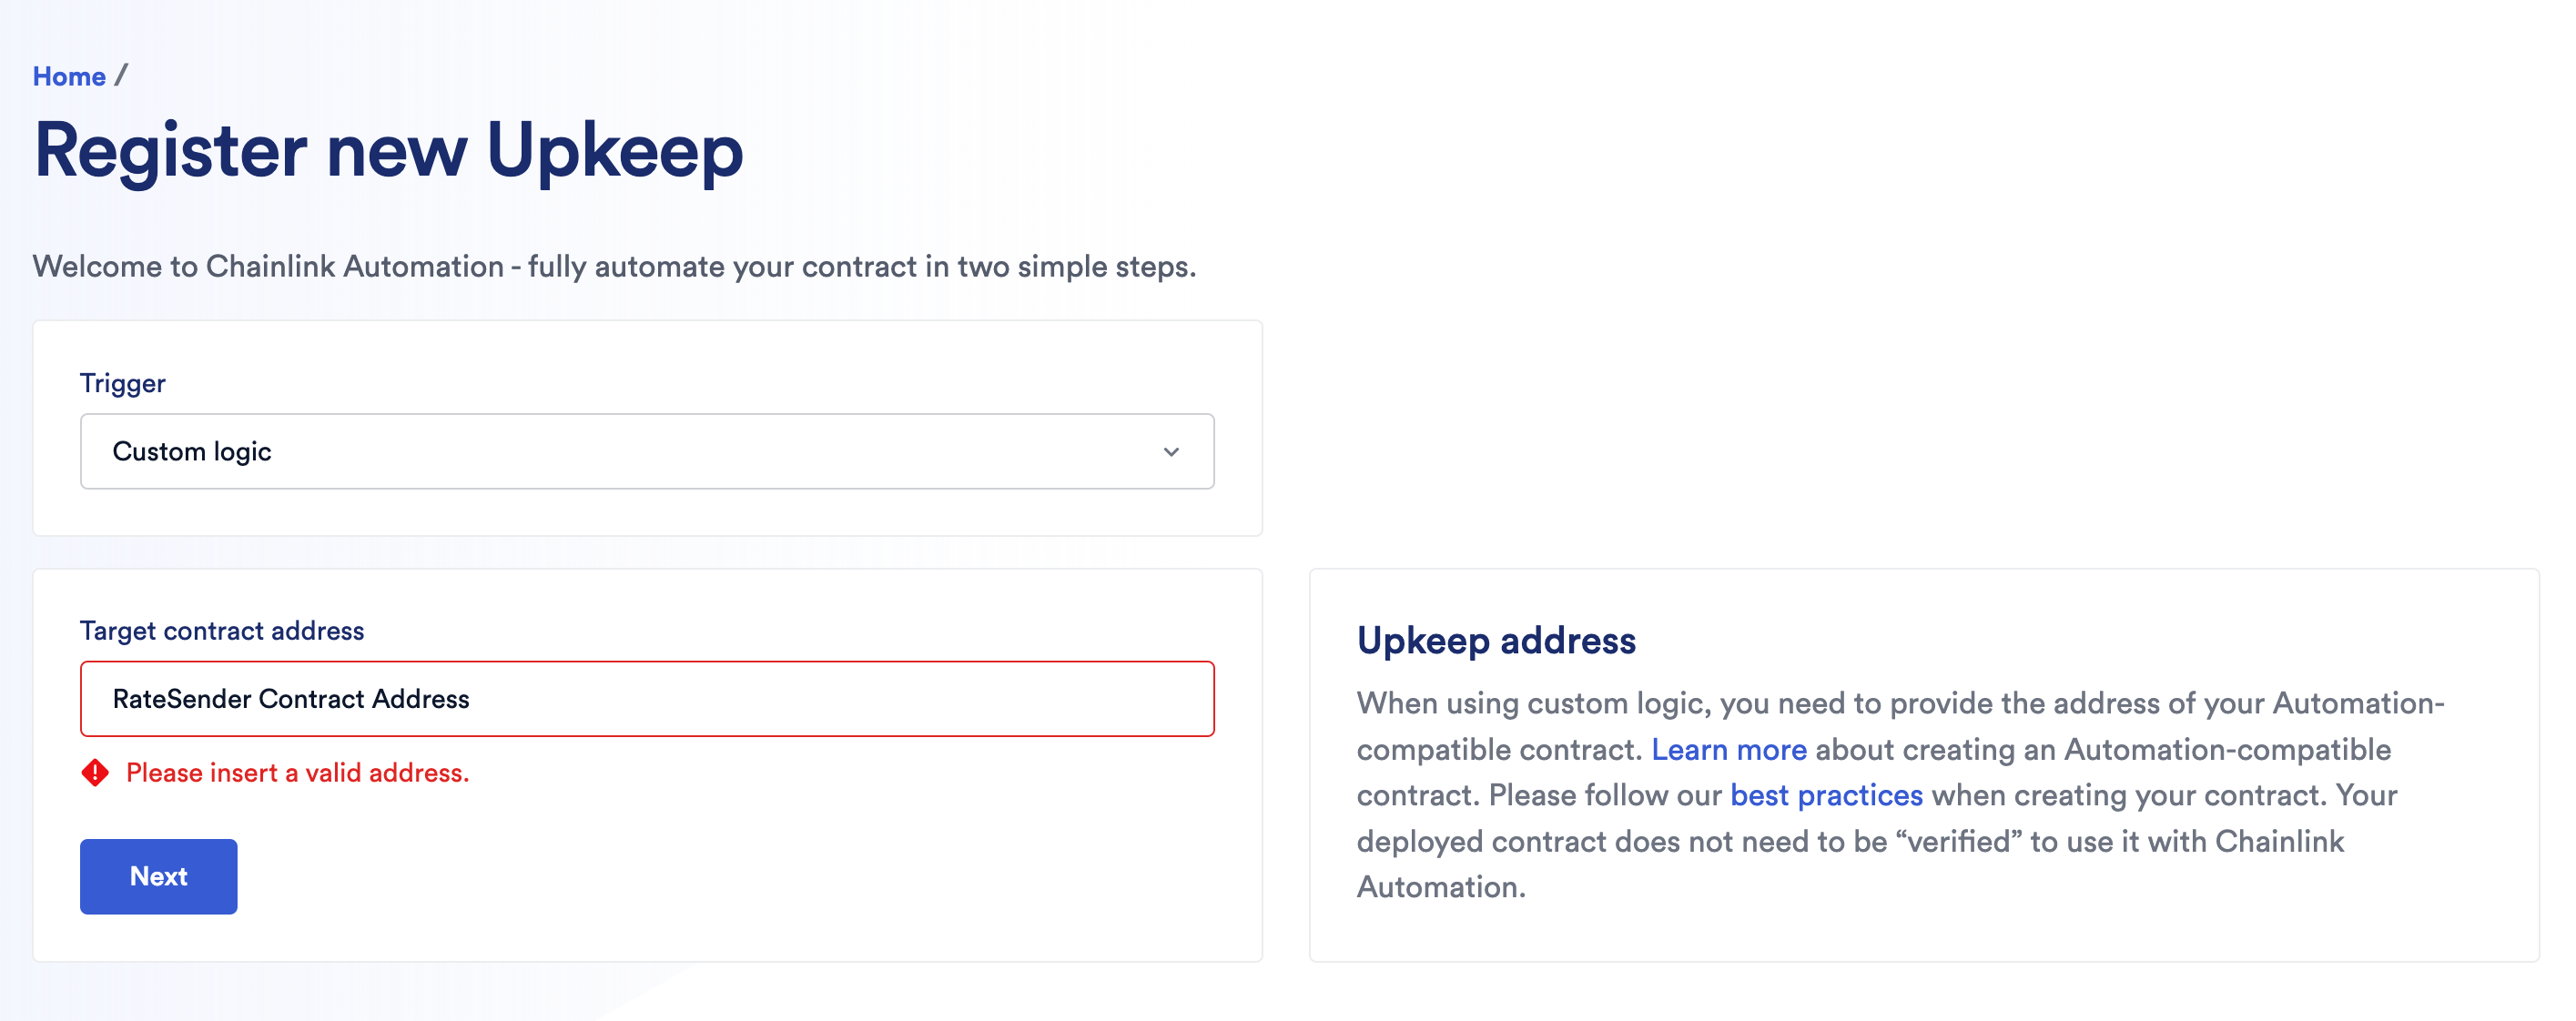 Home /
Register new Upkeep
Welcome to Chainlink Automation - fully automate your contract in two simple steps.
Trigger
Custom logic
Target contract address
RateSender Contract Address
Please insert a valid address.
Next
Upkeep address
When using custom logic, you need to provide the address of your Automation-
compatible contract. Learn more about creating an Automation-compatible
contract. Please follow our best practices when creating your contract. Your
deployed contract does not need to be “verified” to use it with Chainlink
Automation.